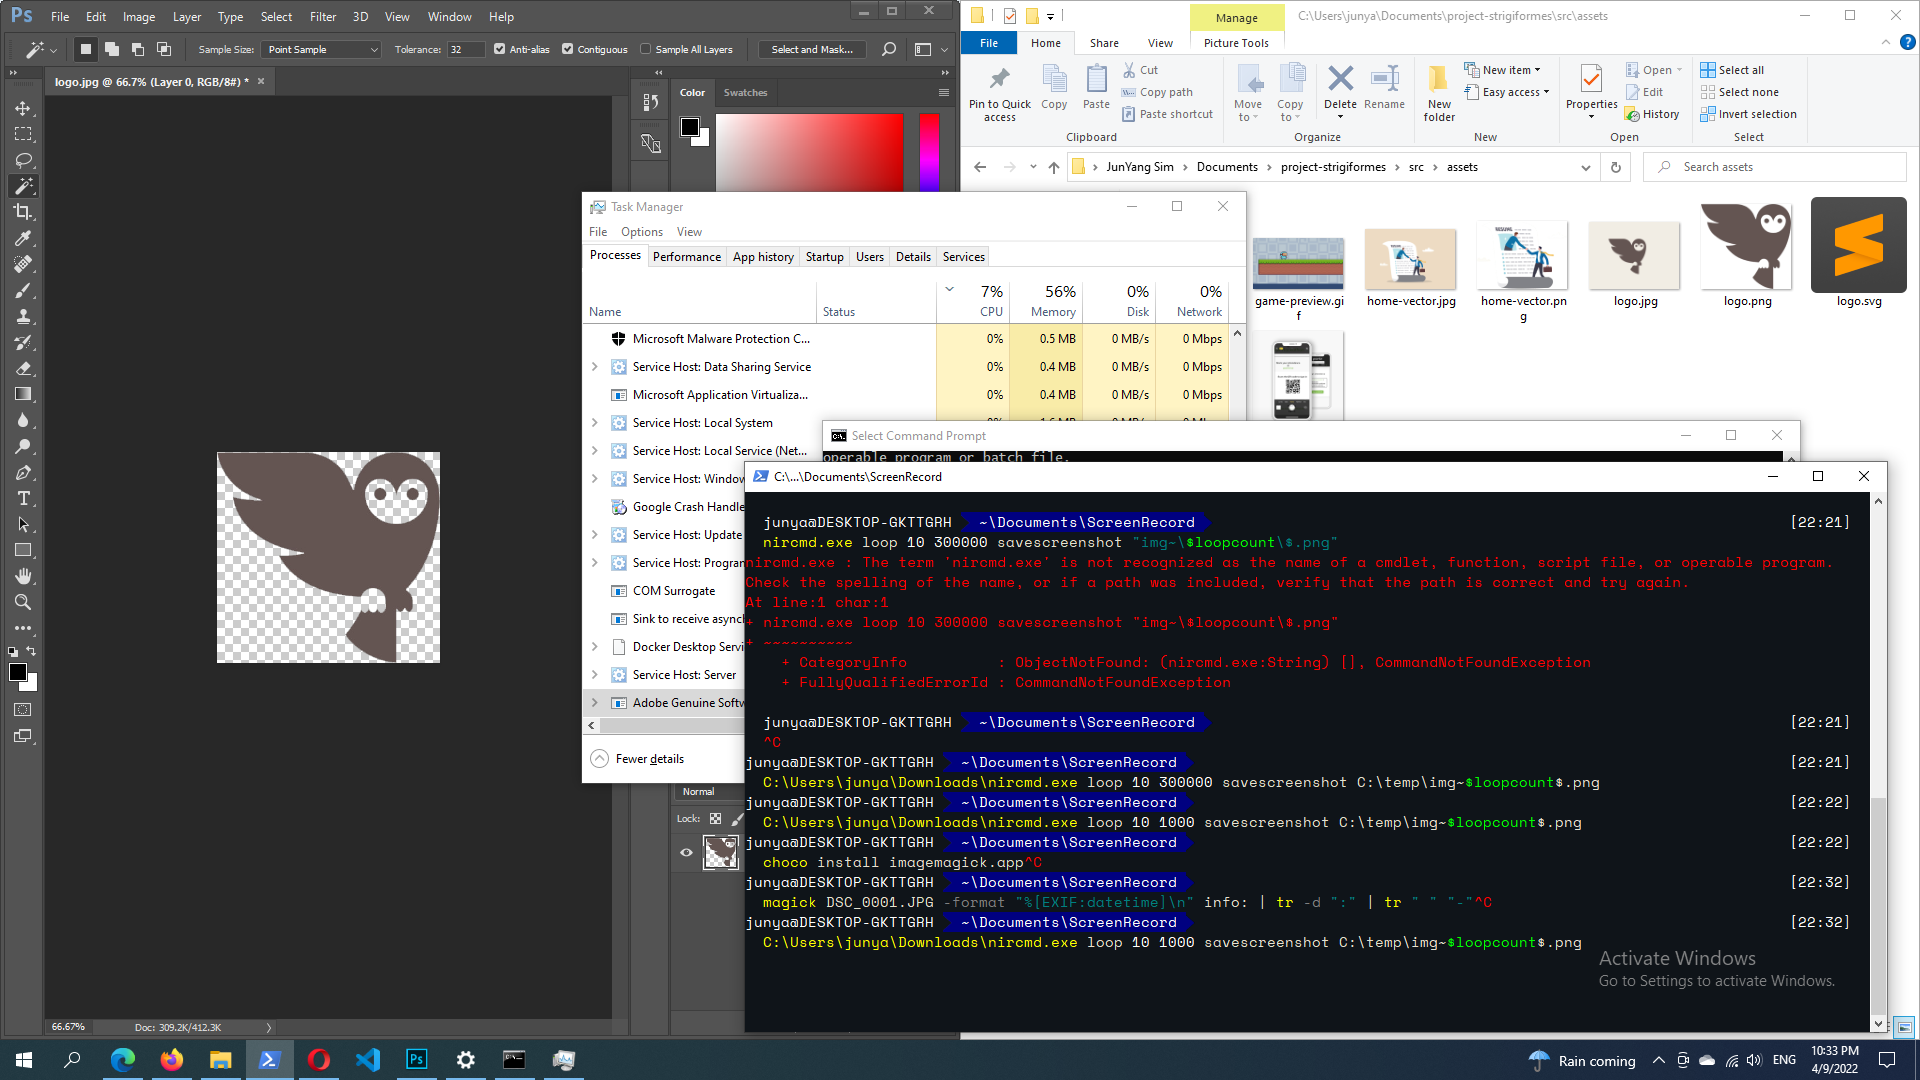 Ps File Edit Image Layer Type Select Filter 3D View Window Help
Sample Size: Point Sample Tolerance: 32 Anti-alias Contiguous Sample All Layers Select and Mask...
logo.jpg @ 66.7% (Layer 0, RGB/8#) *
Color Swatches
66.67% Doc: 309.2K/412.3K
Normal
Lock:
Manage C:\Users\junya\Documents\project-strigiformes\src\assets
File Home Share View Picture Tools
Pin to Quick access
Copy
Paste
Cut
Copy path
Paste shortcut
Clipboard
Move to
Copy to
Delete
Rename
Organize
New folder
New item
Easy access
New
Properties
Open
Edit
History
Open
Select all
Select none
Invert selection
Select
JunYang Sim Documents project-strigiformes src assets
Search assets
game-preview.gi
f
home-vector.jpg
home-vector.pn
g
logo.jpg
logo.png
logo.svg
Task Manager
File Options View
Processes Performance App history Startup Users Details Services
7% 56% 0% 0%
Name Status CPU Memory Disk Network
Microsoft Malware Protection C... 0% 0.5 MB 0 MB/s 0 Mbps
Service Host: Data Sharing Service 0% 0.4 MB 0 MB/s 0 Mbps
Microsoft Application Virtualiza... 0% 0.4 MB 0 MB/s 0 Mbps
Service Host: Local System
Service Host: Local Service (Net...
Service Host: Window
Google Crash Handle
Service Host: Update
Service Host: Program
COM Surrogate
Sink to receive asynch
Docker Desktop Servi
Service Host: Server
Adobe Genuine Softw
Fewer details
Select Command Prompt
operable program or batch file.
C:\...\Documents\ScreenRecord
junya@DESKTOP-GKTTGRH ~\Documents\ScreenRecord [22:21]
nircmd.exe loop 10 300000 savescreenshot "img~\$loopcount\$.png"
nircmd.exe : The term 'nircmd.exe' is not recognized as the name of a cmdlet, function, script file, or operable program.
Check the spelling of the name, or if a path was included, verify that the path is correct and try again.
At line:1 char:1
+ nircmd.exe loop 10 300000 savescreenshot "img~\$loopcount\$.png"
+ ~~~~~~~~~~
+ CategoryInfo : ObjectNotFound: (nircmd.exe:String) [], CommandNotFoundException
+ FullyQualifiedErrorId : CommandNotFoundException
junya@DESKTOP-GKTTGRH ~\Documents\ScreenRecord [22:21]
^C
junya@DESKTOP-GKTTGRH ~\Documents\ScreenRecord [22:21]
C:\Users\junya\Downloads\nircmd.exe loop 10 300000 savescreenshot C:\temp\img~$loopcount$.png
junya@DESKTOP-GKTTGRH ~\Documents\ScreenRecord [22:22]
C:\Users\junya\Downloads\nircmd.exe loop 10 1000 savescreenshot C:\temp\img~$loopcount$.png
junya@DESKTOP-GKTTGRH ~\Documents\ScreenRecord [22:22]
choco install imagemagick.app^C
junya@DESKTOP-GKTTGRH ~\Documents\ScreenRecord [22:32]
magick DSC_0001.JPG -format "%[EXIF:datetime]\n" info: | tr -d ":" | tr " " "-"^C
junya@DESKTOP-GKTTGRH ~\Documents\ScreenRecord [22:32]
C:\Users\junya\Downloads\nircmd.exe loop 10 1000 savescreenshot C:\temp\img~$loopcount$.png
Activate Windows
Go to Settings to activate Windows.
Rain coming ENG 10:33 PM
4/9/2022